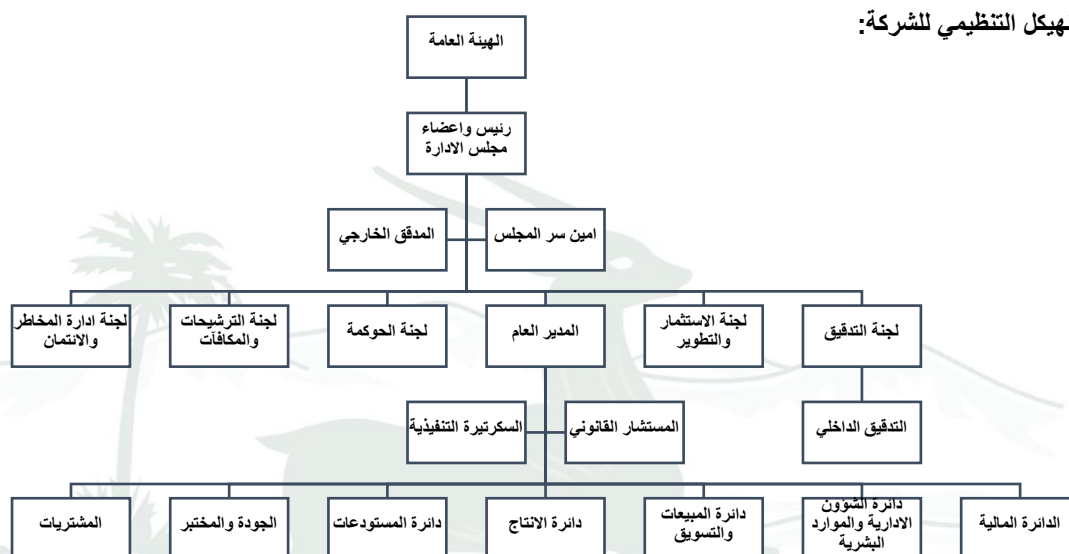 هيكل التنظيمي للشركة:
الهيئة العامة
رئيس واعضاء
مجلس الادارة
امين سر المجلس
المدقق الخارجي
لجنة التدقيق
لجنة الاستثمار
والتطوير
المدير العام
لجنة الحوكمة
لجنة الترشيحات
والمكافآت
لجنة ادارة المخاطر
والائتمان
التدقيق الداخلي
المستشار القانوني
السكرتيرة التنفيذية
الدائرة المالية
دائرة الشؤون
الادارية والموارد
البشرية
دائرة المبيعات
والتسويق
دائرة الانتاج
دائرة المستودعات
الجودة والمختبر
المشتريات